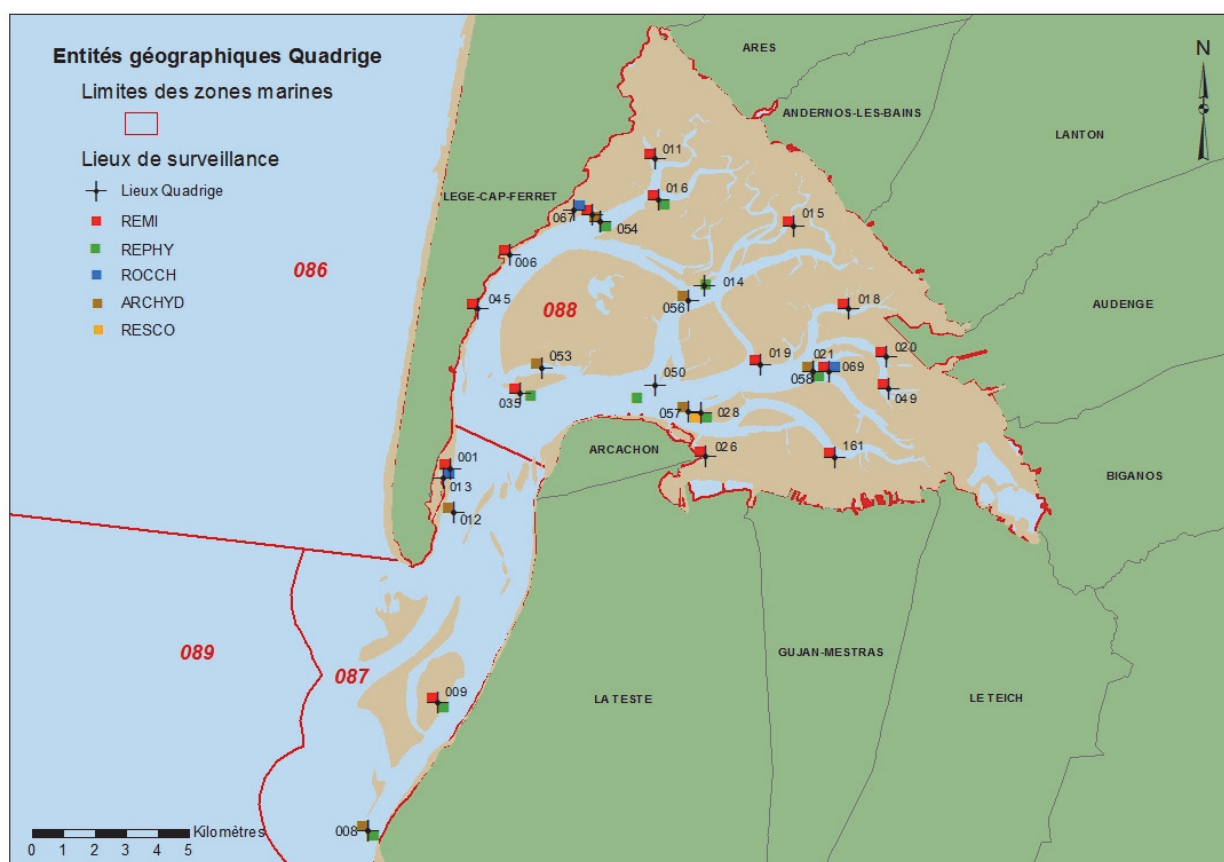 Entités géographiques Quadrige
Limites des zones marines
Lieux de surveillance
Lieux Quadrige
REMI
REPHY
ROCCH
ARCHYD
RESCO
ARES
N
ANDERNOS-LES-BAINS
LANTON
LEGE-CAP-FERRET
011
016
067
054
015
006
086
045
088
014
056
018
AUDENGE
053
019
021
020
050
058
069
035
049
057
028
ARCACHON
026
161
BIGANOS
001
013
012
089
087
009
LA TESTE
GUJAN-MESTRAS
LE TEICH
008
Kilomètres
0 1 2 3 4 5